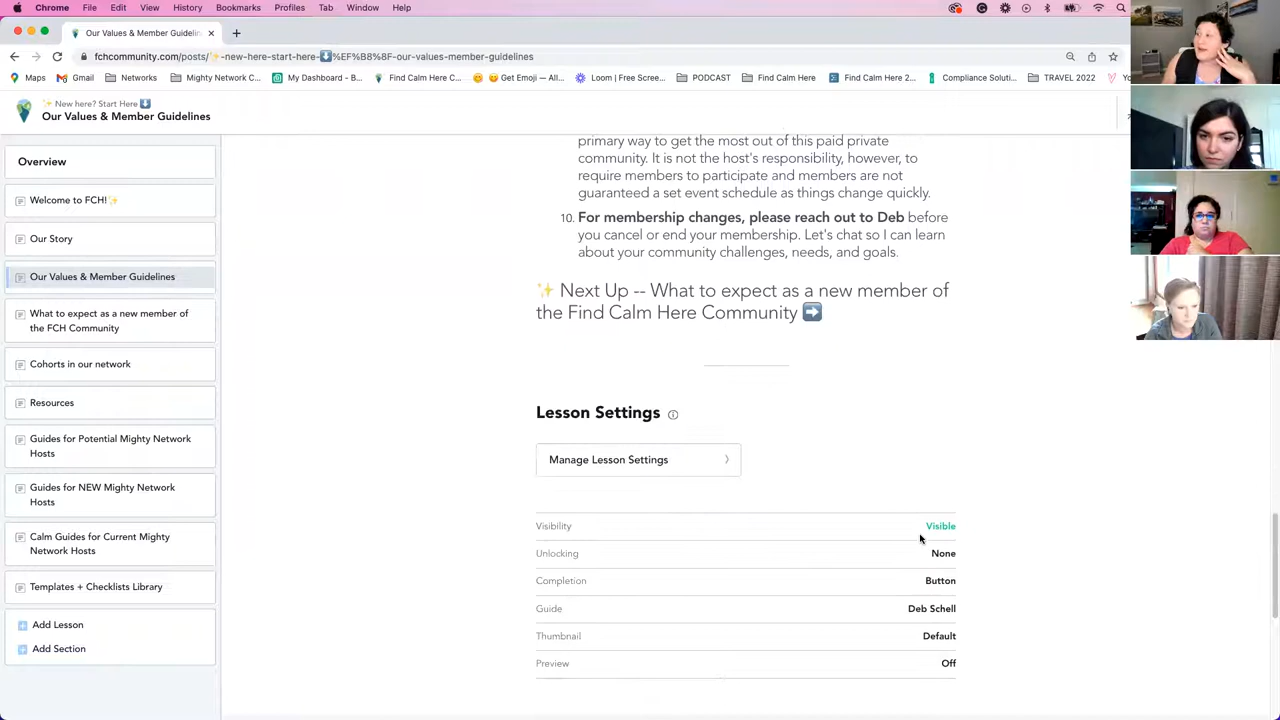 Chrome File Edit View History Bookmarks Profiles Tab Window Help
Our Values & Member Guidelin
fchcommunity.com/posts/✨-new-here-start-here-⬇️%EF%B8%8F-our-values-member-guidelines
Maps Gmail Networks Mighty Network C... My Dashboard - B... Find Calm Here C... Get Emoji — All... Loom | Free Scree... PODCAST Find Calm Here Find Calm Here 2... Compliance Soluti... TRAVEL 2022
✨ New here? Start Here ⬇️
Our Values & Member Guidelines
Overview
Welcome to FCH!✨
Our Story
Our Values & Member Guidelines
What to expect as a new member of
the FCH Community
Cohorts in our network
Resources
Guides for Potential Mighty Network
Hosts
Guides for NEW Mighty Network
Hosts
Calm Guides for Current Mighty
Network Hosts
Templates + Checklists Library
Add Lesson
Add Section
primary way to get the most out of this paid private
community. It is not the host's responsibility, however, to
require members to participate and members are not
guaranteed a set event schedule as things change quickly.
10. For membership changes, please reach out to Deb before
you cancel or end your membership. Let's chat so I can learn
about your community challenges, needs, and goals.
✨ Next Up -- What to expect as a new member of
the Find Calm Here Community ➡️
Lesson Settings
Manage Lesson Settings
Visibility Visible
Unlocking None
Completion Button
Guide Deb Schell
Thumbnail Default
Preview Off